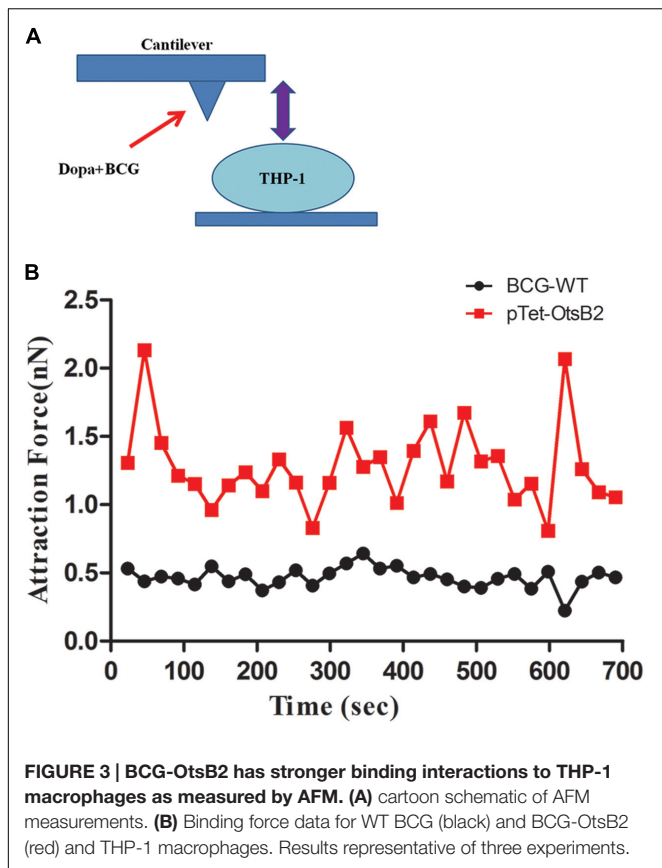 A
Cantilever
Dopa+BCG
THP-1
B
BCG-WT
pTet-OtsB2
2.5
2.0
1.5
1.0
0.5
0.0
Attraction Force(nN)
0 100 200 300 400 500 600 700
Time (sec)
FIGURE 3 | BCG-OtsB2 has stronger binding interactions to THP-1
macrophages as measured by AFM. (A) cartoon schematic of AFM
measurements. (B) Binding force data for WT BCG (black) and BCG-OtsB2
(red) and THP-1 macrophages. Results representative of three experiments.